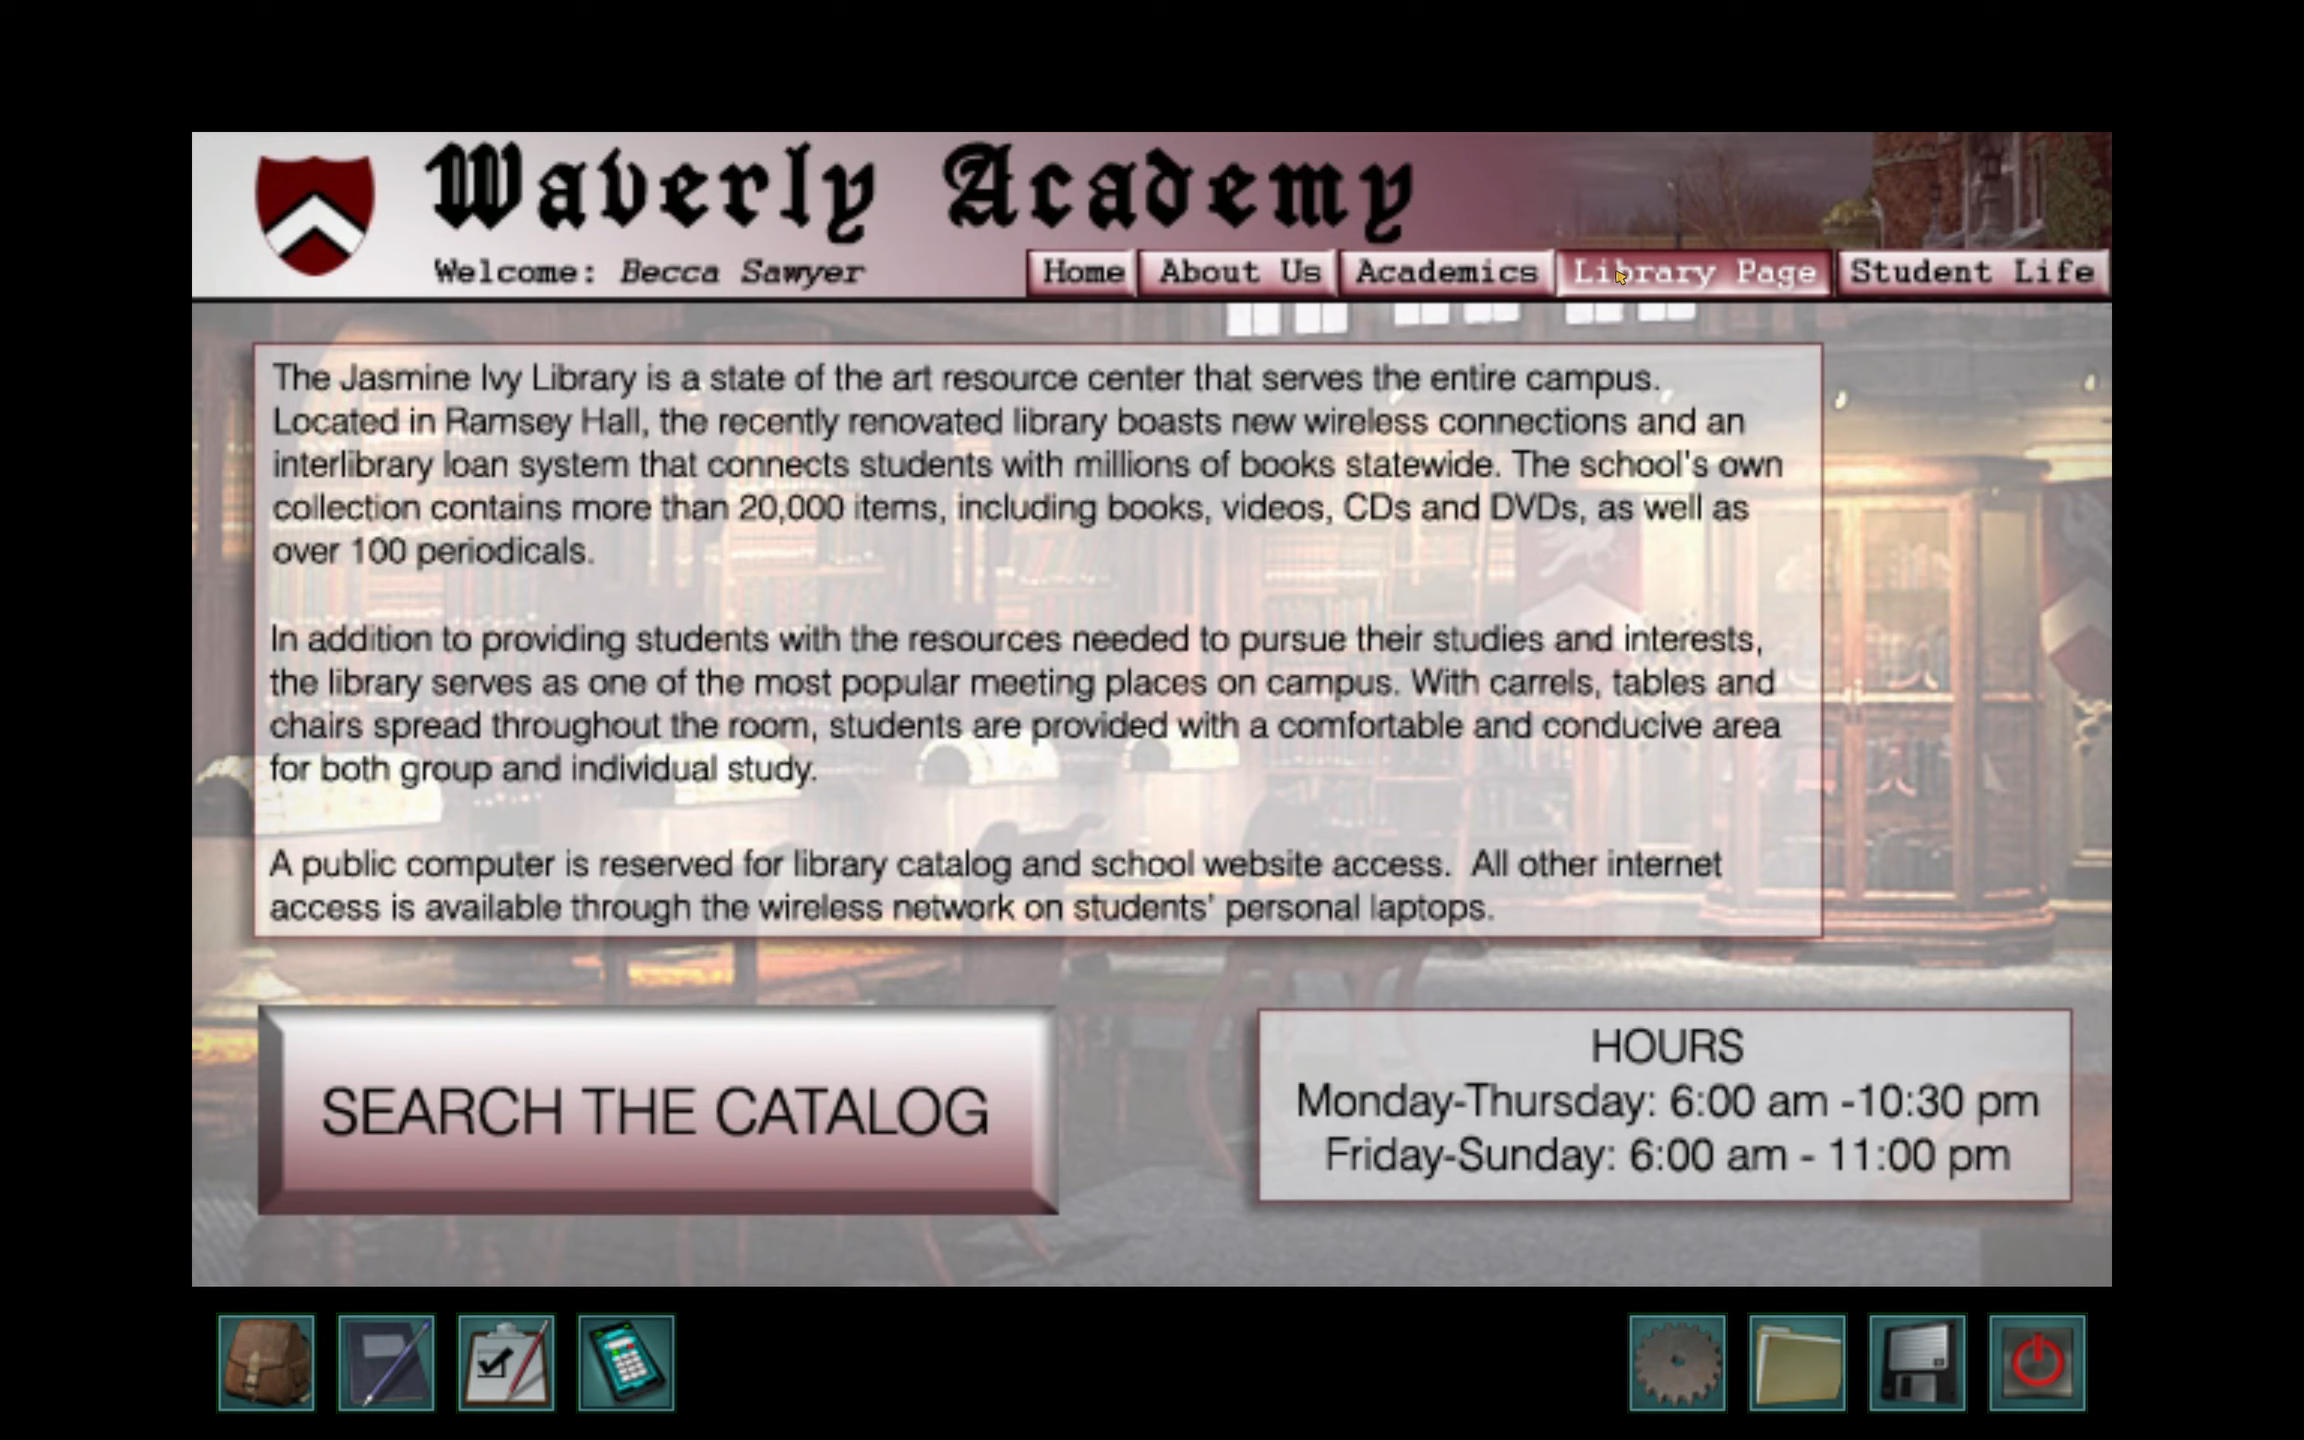 Waverly Academy
Welcome: Becca Sawyer
Home
About Us
Academics
Library Page
Student Life
The Jasmine Ivy Library is a state of the art resource center that serves the entire campus.
Located in Ramsey Hall, the recently renovated library boasts new wireless connections and an
interlibrary loan system that connects students with millions of books statewide. The school's own
collection contains more than 20,000 items, including books, videos, CDs and DVDs, as well as
over 100 periodicals.
In addition to providing students with the resources needed to pursue their studies and interests,
the library serves as one of the most popular meeting places on campus. With carrels, tables and
chairs spread throughout the room, students are provided with a comfortable and conducive area
for both group and individual study.
A public computer is reserved for library catalog and school website access.  All other internet
access is available through the wireless network on students' personal laptops.
SEARCH THE CATALOG
HOURS
Monday-Thursday: 6:00 am -10:30 pm
Friday-Sunday: 6:00 am - 11:00 pm